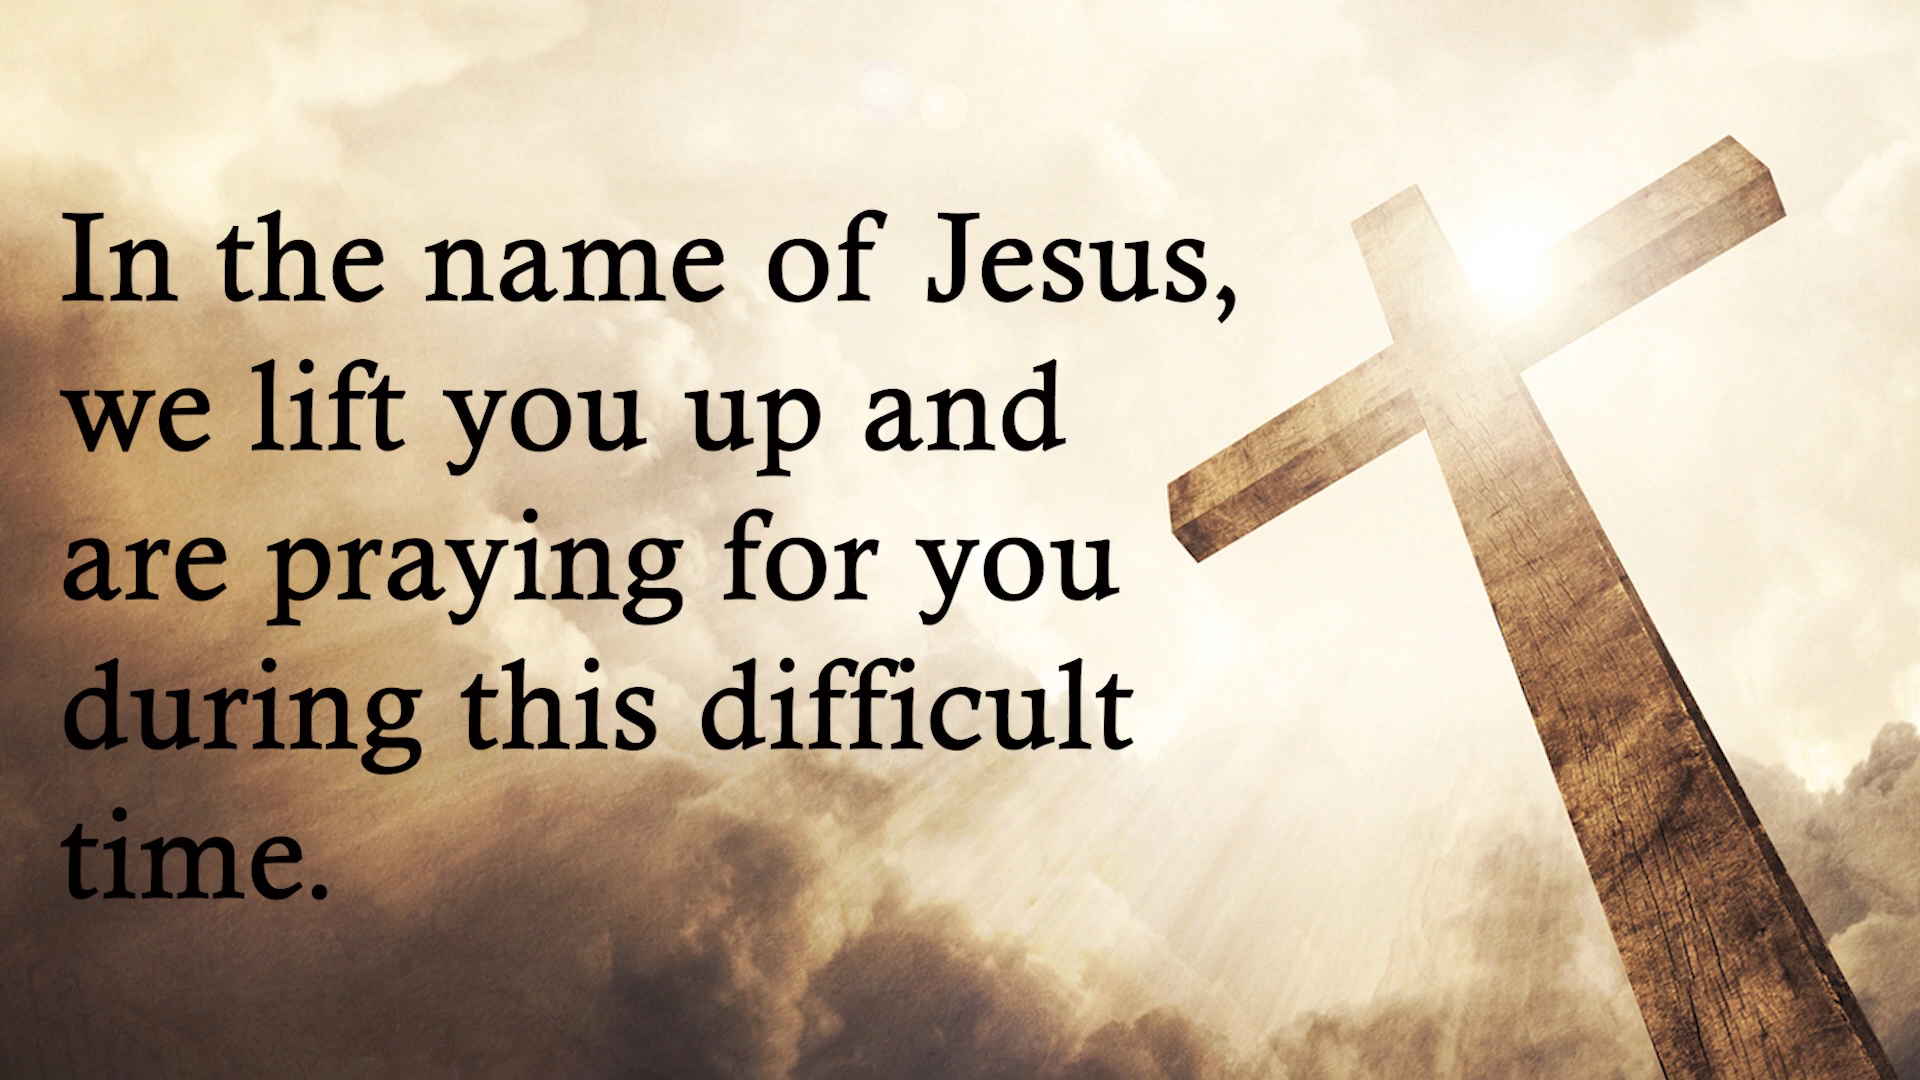 In the name of Jesus,
we lift you up and
are praying for you
during this difficult
time.